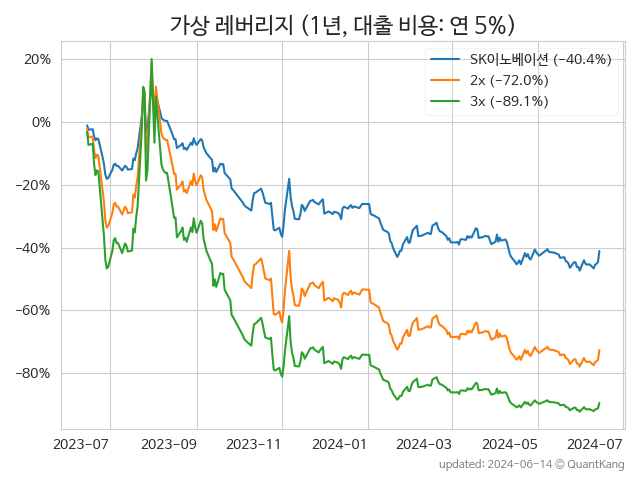 가상 레버리지 (1년, 대출 비용: 연 5%)
SK이노베이션 (−40.4%)
2x (−72.0%)
3x (−89.1%)
20%
0%
−20%
−40%
−60%
−80%
2023-07 2023-09 2023-11 2024-01 2024-03 2024-05 2024-07
updated: 2024-06-14 © QuantKang